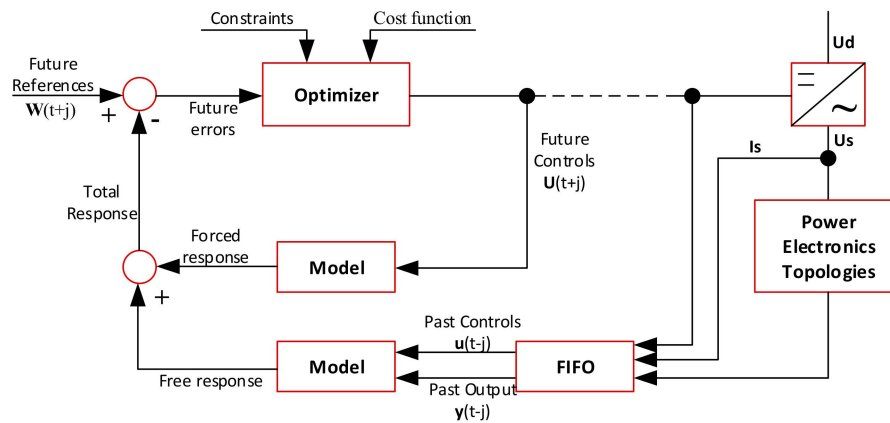 Constraints
Cost function
Ud
Future
References
W(t+j)
+
-
Future
errors
Optimizer
=
~
Us
Is
Future
Controls
U(t+j)
Total
Response
Forced
response
Model
+
Power
Electronics
Topologies
Past Controls
u(t-j)
Model
FIFO
Free response
Past Output
y(t-j)